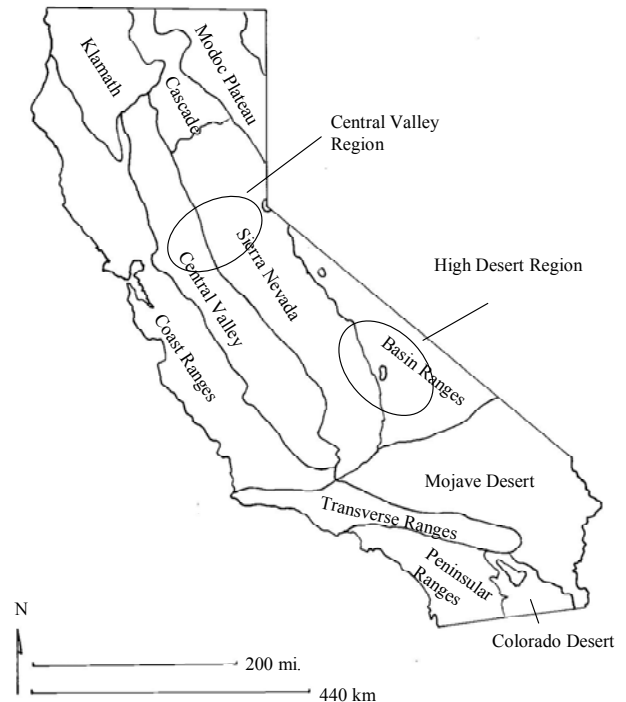 Modoc Plateau
Klamath
Cascade
Central Valley
Region
Sierra Nevada
High Desert Region
Central Valley
Coast Ranges
Basin Ranges
Mojave Desert
Transverse Ranges
Peninsular
Ranges
Colorado Desert
N
200 mi.
440 km